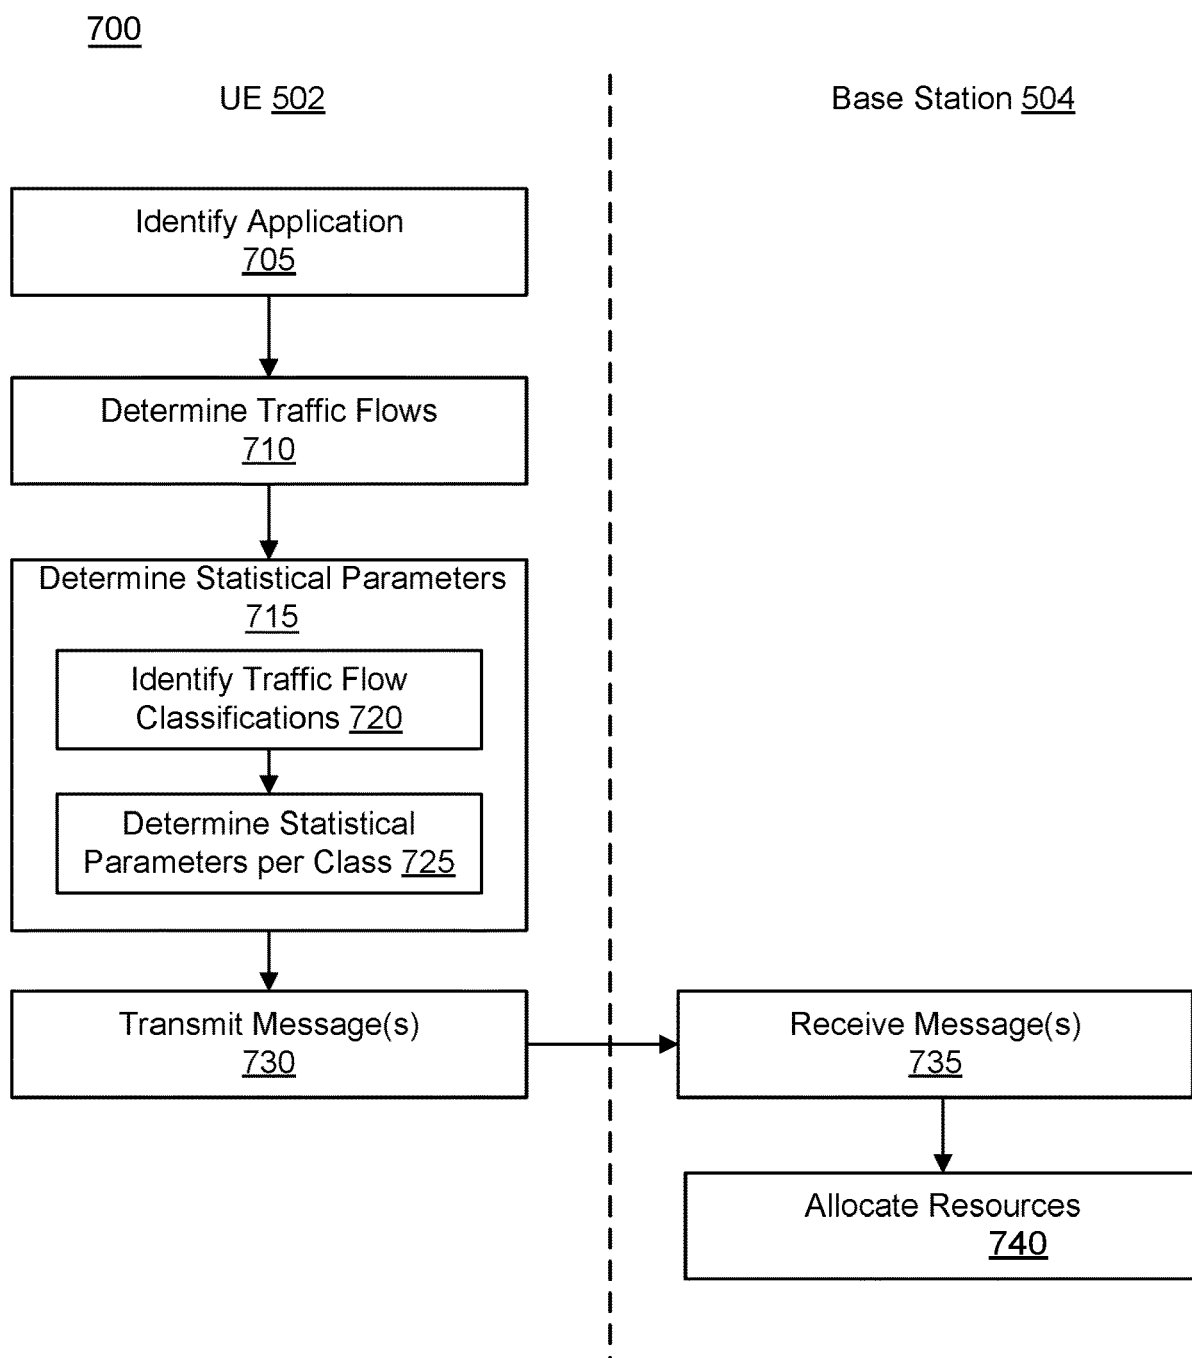 700
UE 502
Base Station 504
Identify Application
705
Determine Traffic Flows
710
Determine Statistical Parameters
715
Identify Traffic Flow
Classifications 720
Determine Statistical
Parameters per Class 725
Transmit Message(s)
730
Receive Message(s)
735
Allocate Resources
740